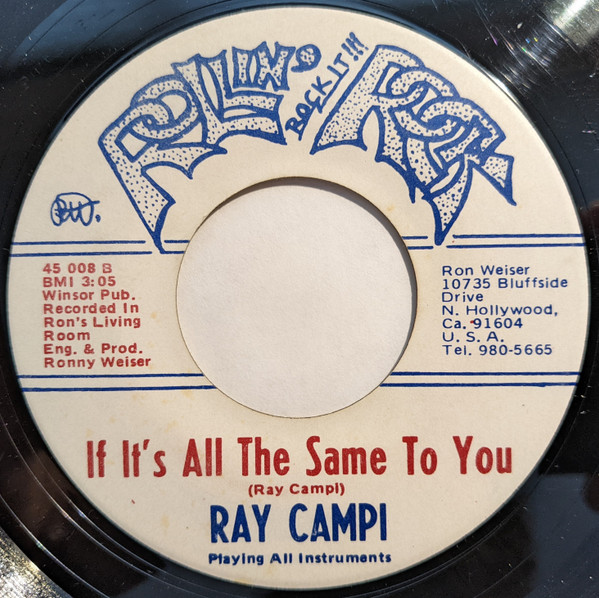 ROLLIN'
ROCK IT!!!
ROCK
RW.
45 008 B
BMI 3:05
Winsor Pub.
Recorded In
Ron's Living
Room
Eng. & Prod.
Ronny Weiser
Ron Weiser
10735 Bluffside
Drive
N. Hollywood,
Ca. 91604
U. S. A.
Tel. 980-5665
If It's All The Same To You
(Ray Campi)
RAY CAMPI
Playing All Instruments